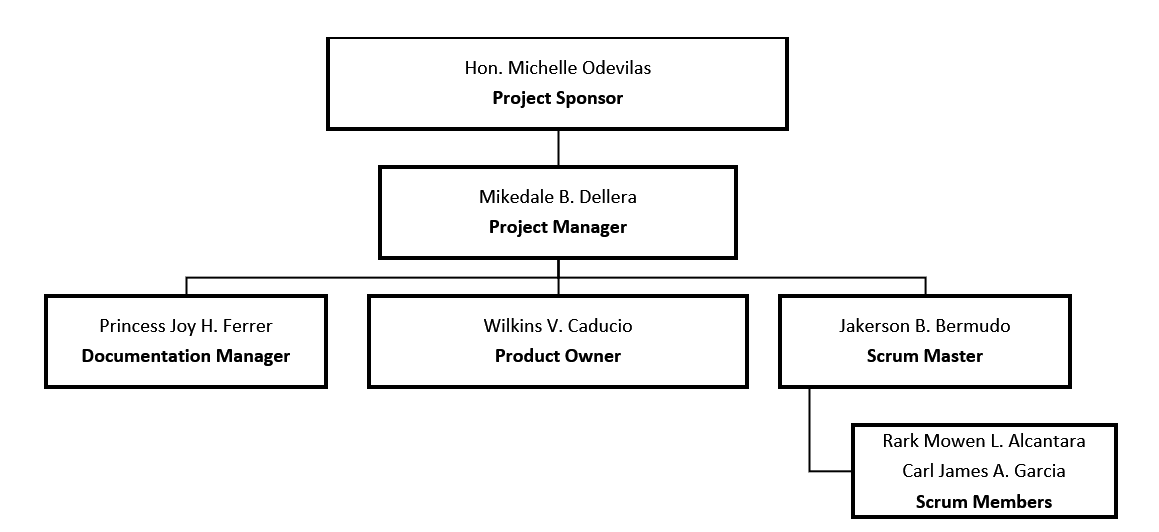 Hon. Michelle Odevilas
Project Sponsor
Mikedale B. Dellera
Project Manager
Princess Joy H. Ferrer
Documentation Manager
Wilkins V. Caducio
Product Owner
Jakerson B. Bermudo
Scrum Master
Rark Mowen L. Alcantara
Carl James A. Garcia
Scrum Members